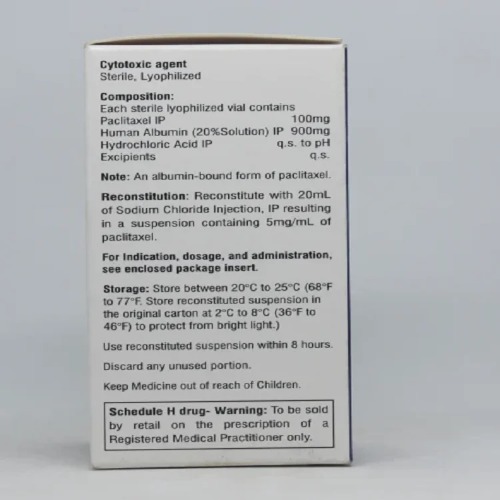 Cytotoxic agent
Sterile, Lyophilized
Composition:
Each sterile lyophilized vial contains
Paclitaxel IP 100mg
Human Albumin (20%Solution) IP 900mg
Hydrochloric Acid IP q.s. to pH
Excipients q.s.
Note: An albumin-bound form of paclitaxel.
Reconstitution: Reconstitute with 20mL
of Sodium Chloride Injection, IP resulting
in a suspension containing 5mg/mL of
paclitaxel.
For Indication, dosage, and administration,
see enclosed package insert.
Storage: Store between 20°C to 25°C (68°F
to 77°F. Store reconstituted suspension in
the original carton at 2°C to 8°C (36°F to
46°F) to protect from bright light.)
Use reconstituted suspension within 8 hours.
Discard any unused portion.
Keep Medicine out of reach of Children.
Schedule H drug- Warning: To be sold
by retail on the prescription of a
Registered Medical Practitioner only.